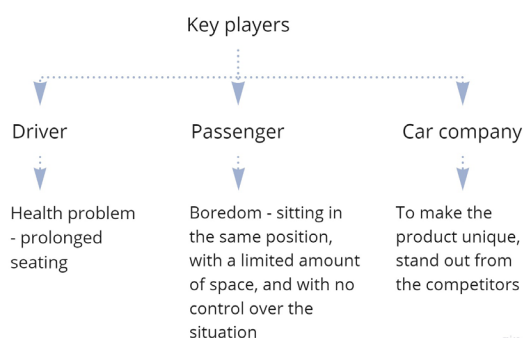 Key players
Driver
Passenger
Car company
Health problem
- prolonged
seating
Boredom - sitting in
the same position,
with a limited amount
of space, and with no
control over the
situation
To make the
product unique,
stand out from
the competitors